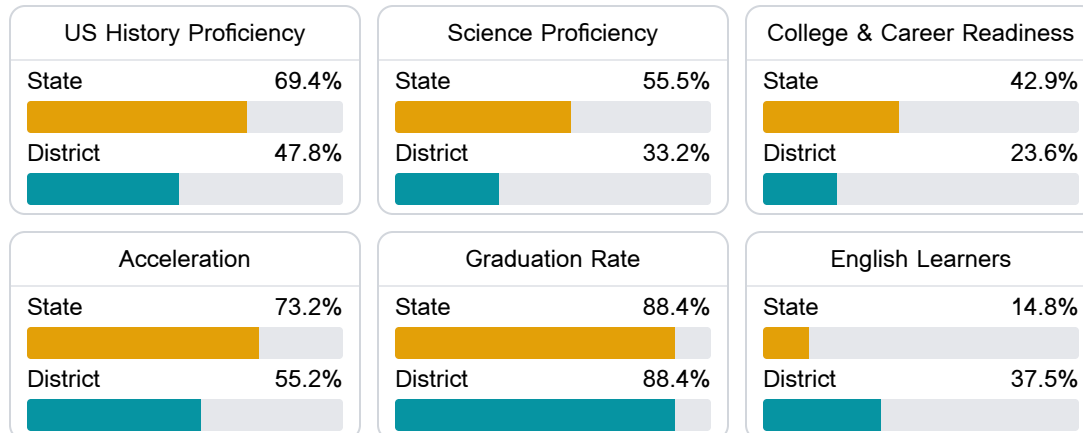 US History Proficiency
State 69.4%
District 47.8%
Science Proficiency
State 55.5%
District 33.2%
College & Career Readiness
State 42.9%
District 23.6%
Acceleration
State 73.2%
District 55.2%
Graduation Rate
State 88.4%
District 88.4%
English Learners
State 14.8%
District 37.5%